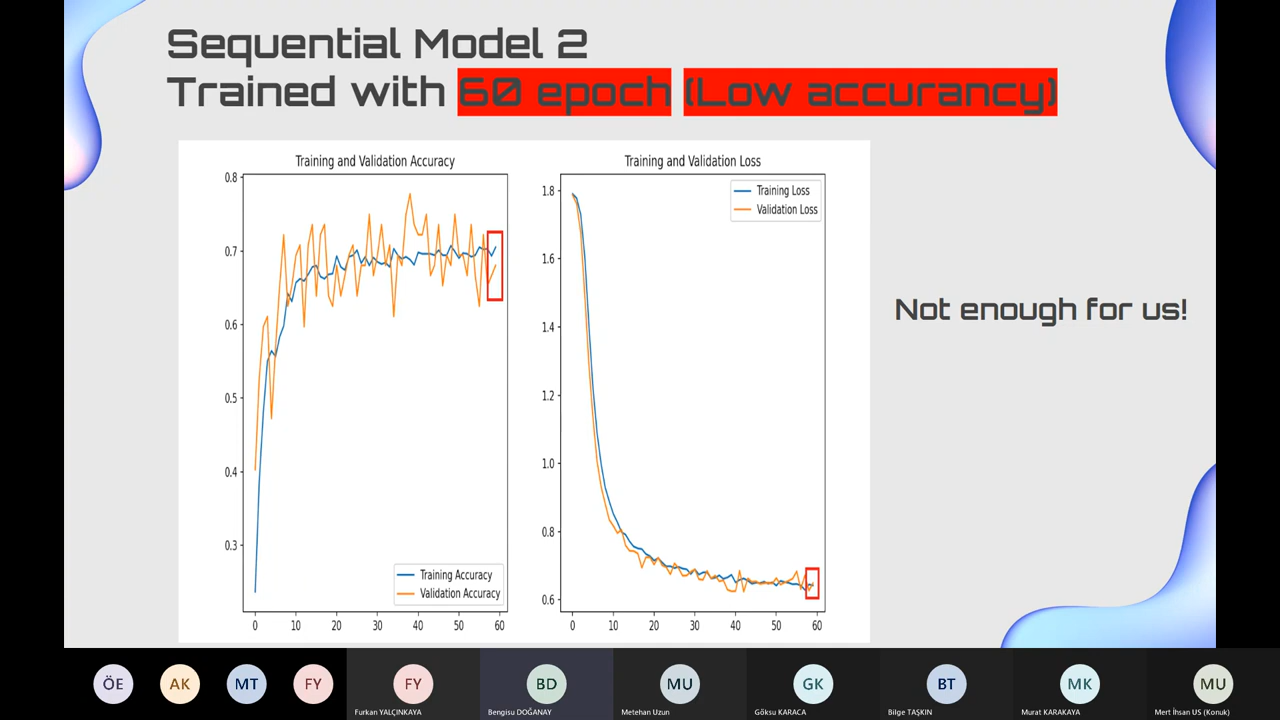 Sequential Model 2
Trained with 60 epoch (Low accurancy)
Training and Validation Accuracy
0.8
0.7
0.6
0.5
0.4
0.3
0 10 20 30 40 50 60
Training Accuracy
Validation Accuracy
Training and Validation Loss
1.8
1.6
1.4
1.2
1.0
0.8
0.6
0 10 20 30 40 50 60
Training Loss
Validation Loss
Not enough for us!
ÖE AK MT FY FY BD MU GK BT MK MU
Furkan YALÇINKAYA Bengisu DOĞANAY Metehan Uzun Göksu KARACA Bilge TAŞKIN Murat KARAKAYA Mert İhsan US (Konuk)